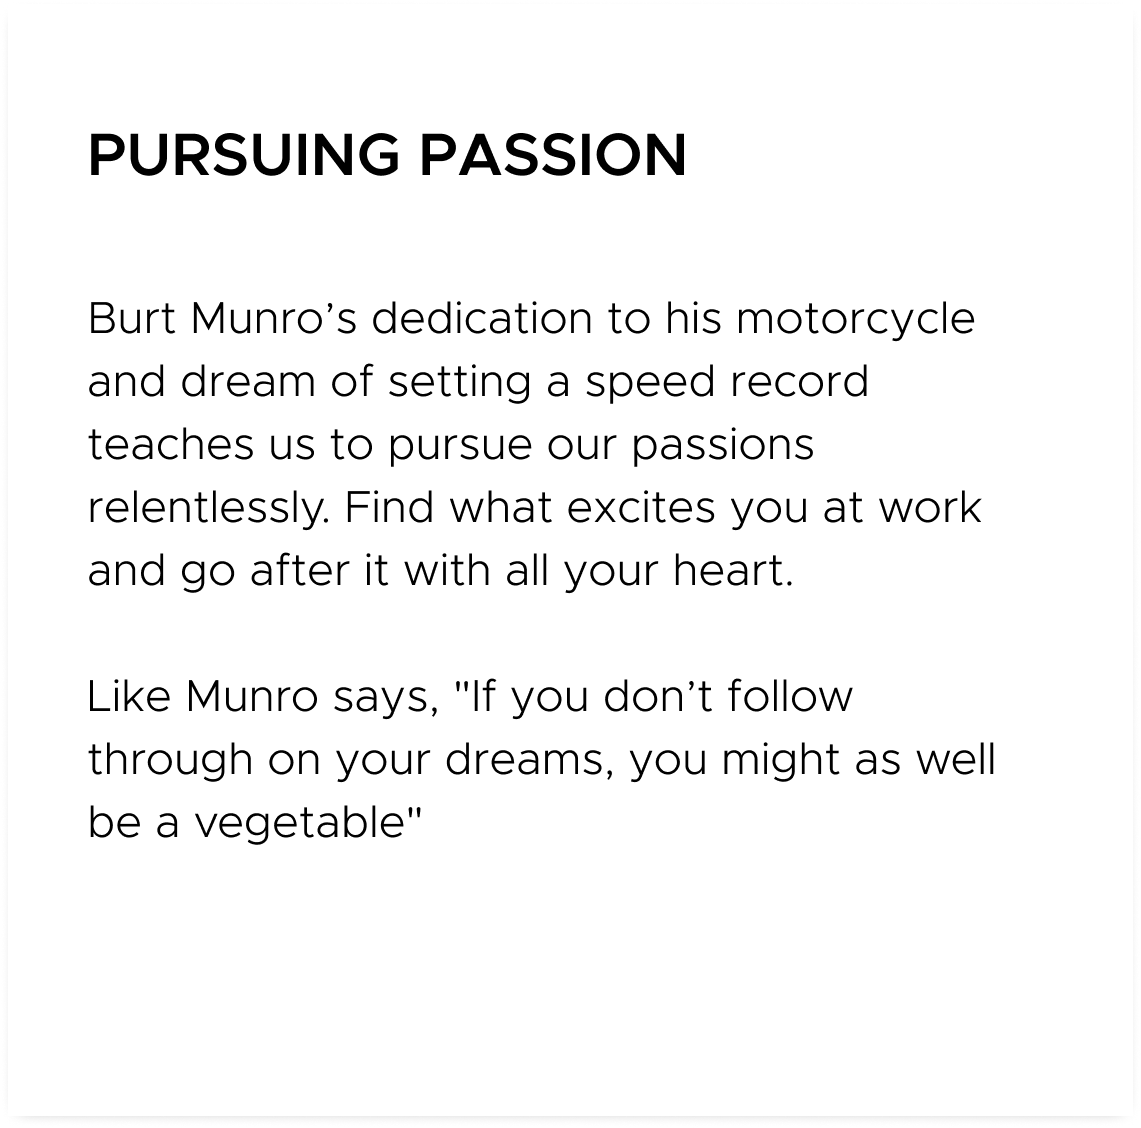 PURSUING PASSION
Burt Munro’s dedication to his motorcycle
and dream of setting a speed record
teaches us to pursue our passions
relentlessly. Find what excites you at work
and go after it with all your heart.
Like Munro says, "If you don’t follow
through on your dreams, you might as well
be a vegetable"